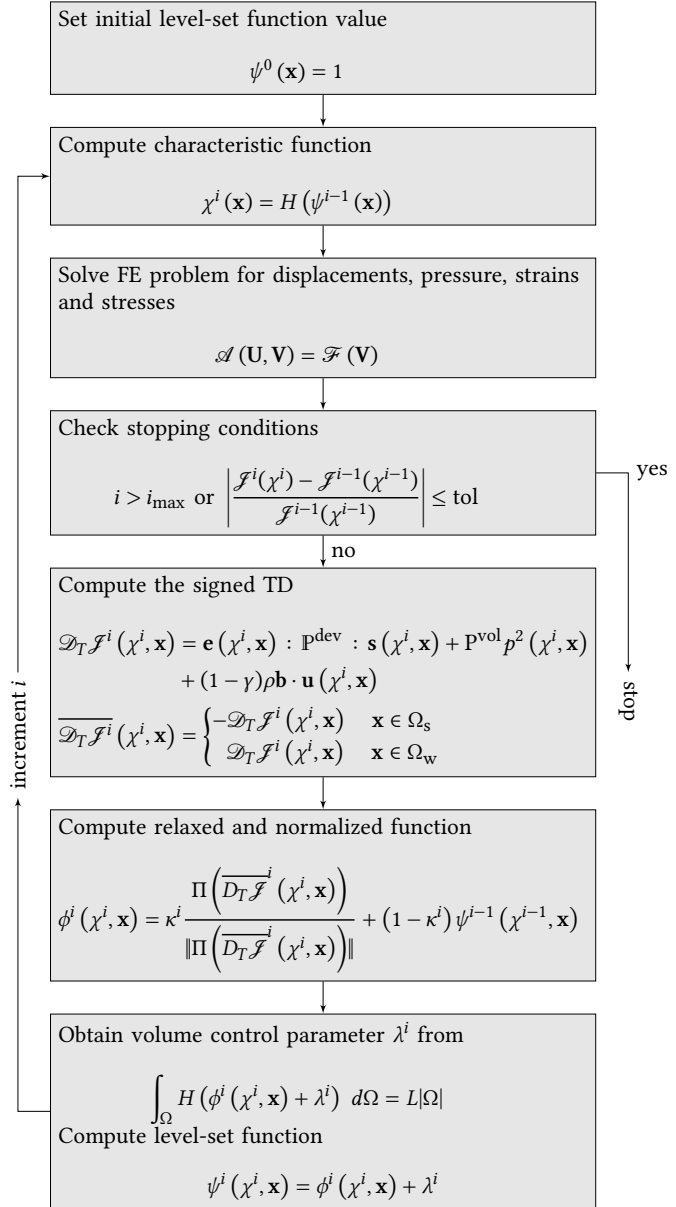 Set initial level-set function value
ψ⁰(𝐱) = 1
Compute characteristic function
χⁱ(𝐱) = H(ψⁱ⁻¹(𝐱))
Solve FE problem for displacements, pressure, strains
and stresses
𝒜(𝐔, 𝐕) = ℱ(𝐕)
Check stopping conditions
i > i_max or |(𝒥ⁱ(χⁱ) − 𝒥ⁱ⁻¹(χⁱ⁻¹)) / 𝒥ⁱ⁻¹(χⁱ⁻¹)| ≤ tol
yes
stop
no
Compute the signed TD
𝒟_T𝒥ⁱ(χⁱ, 𝐱) = 𝐞(χⁱ, 𝐱) : ℙ^dev : 𝐬(χⁱ, 𝐱) + P^vol p²(χⁱ, 𝐱)
+ (1 − γ)ρ𝐛 · 𝐮(χⁱ, 𝐱)
\overline{𝒟_T𝒥ⁱ}(χⁱ, 𝐱) = { −𝒟_T𝒥ⁱ(χⁱ, 𝐱) 𝐱 ∈ Ω_s
𝒟_T𝒥ⁱ(χⁱ, 𝐱) 𝐱 ∈ Ω_w
Compute relaxed and normalized function
ϕⁱ(χⁱ, 𝐱) = κⁱ Π(\overline{D_T𝒥}ⁱ(χⁱ, 𝐱)) / ‖Π(\overline{D_T𝒥}ⁱ(χⁱ, 𝐱))‖ + (1 − κⁱ) ψⁱ⁻¹(χⁱ⁻¹, 𝐱)
Obtain volume control parameter λⁱ from
∫_Ω H(ϕⁱ(χⁱ, 𝐱) + λⁱ) dΩ = L|Ω|
Compute level-set function
ψⁱ(χⁱ, 𝐱) = ϕⁱ(χⁱ, 𝐱) + λⁱ
increment i